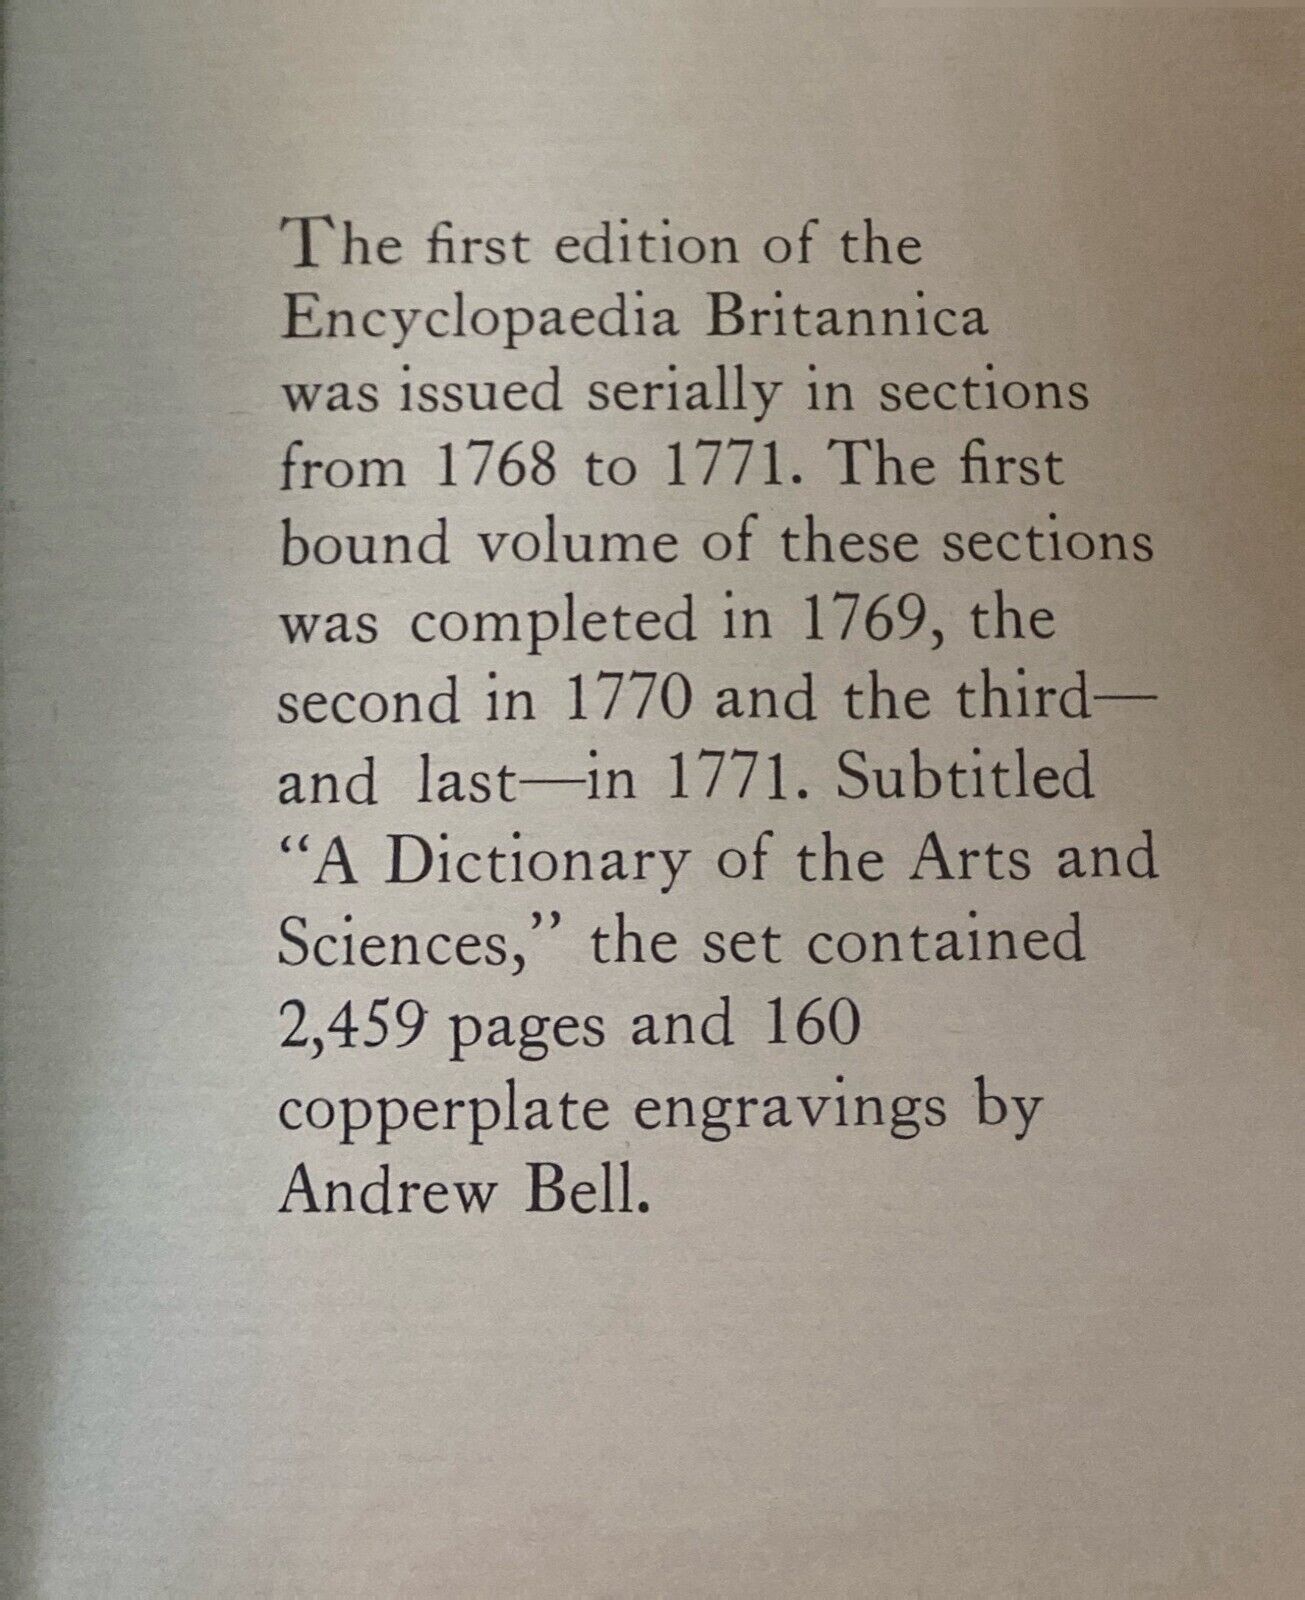 The first edition of the
Encyclopaedia Britannica
was issued serially in sections
from 1768 to 1771. The first
bound volume of these sections
was completed in 1769, the
second in 1770 and the third—
and last—in 1771. Subtitled
“A Dictionary of the Arts and
Sciences,” the set contained
2,459 pages and 160
copperplate engravings by
Andrew Bell.